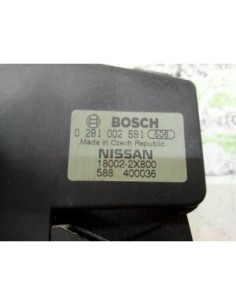 BOSCH
0 281 002 591 506
Made in Czech Republic
NISSAN
18002-2X800
588 400036